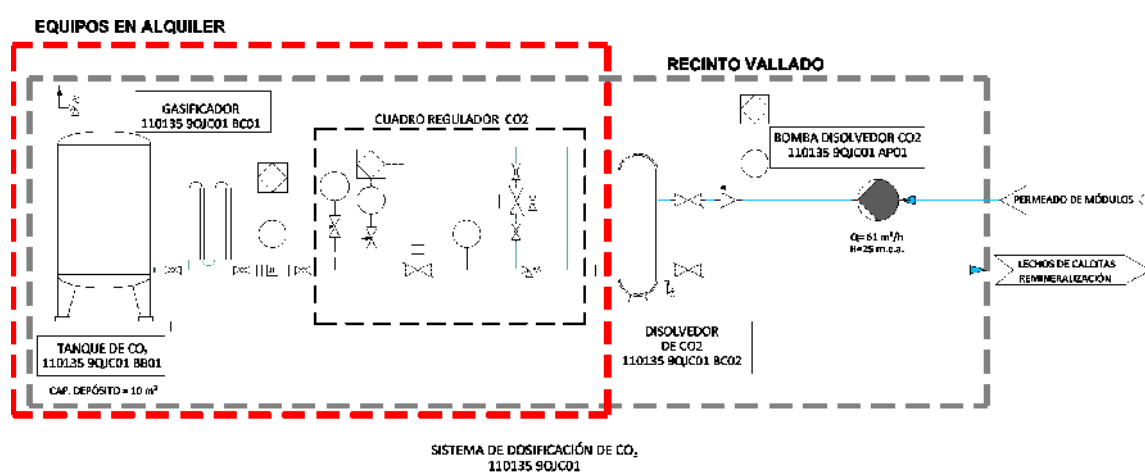 EQUIPOS EN ALQUILER
RECINTO VALLADO
GASIFICADOR
110135 9QJC01 BC01
CUADRO REGULADOR CO2
BOMBA DISOLVEDOR CO2
110135 9QJC01 AP01
PERMEADO DE MÓDULOS
Q= 61 m³/h
H=25 m.c.a.
LECHOS DE CALCITAS
REMINERALIZACIÓN
TANQUE DE CO₂
110135 9QJC01 BB01
CAP. DEPÓSITO = 10 m³
DISOLVEDOR
DE CO2
110135 9QJC01 BC02
SISTEMA DE DOSIFICACIÓN DE CO₂
110135 9QJC01